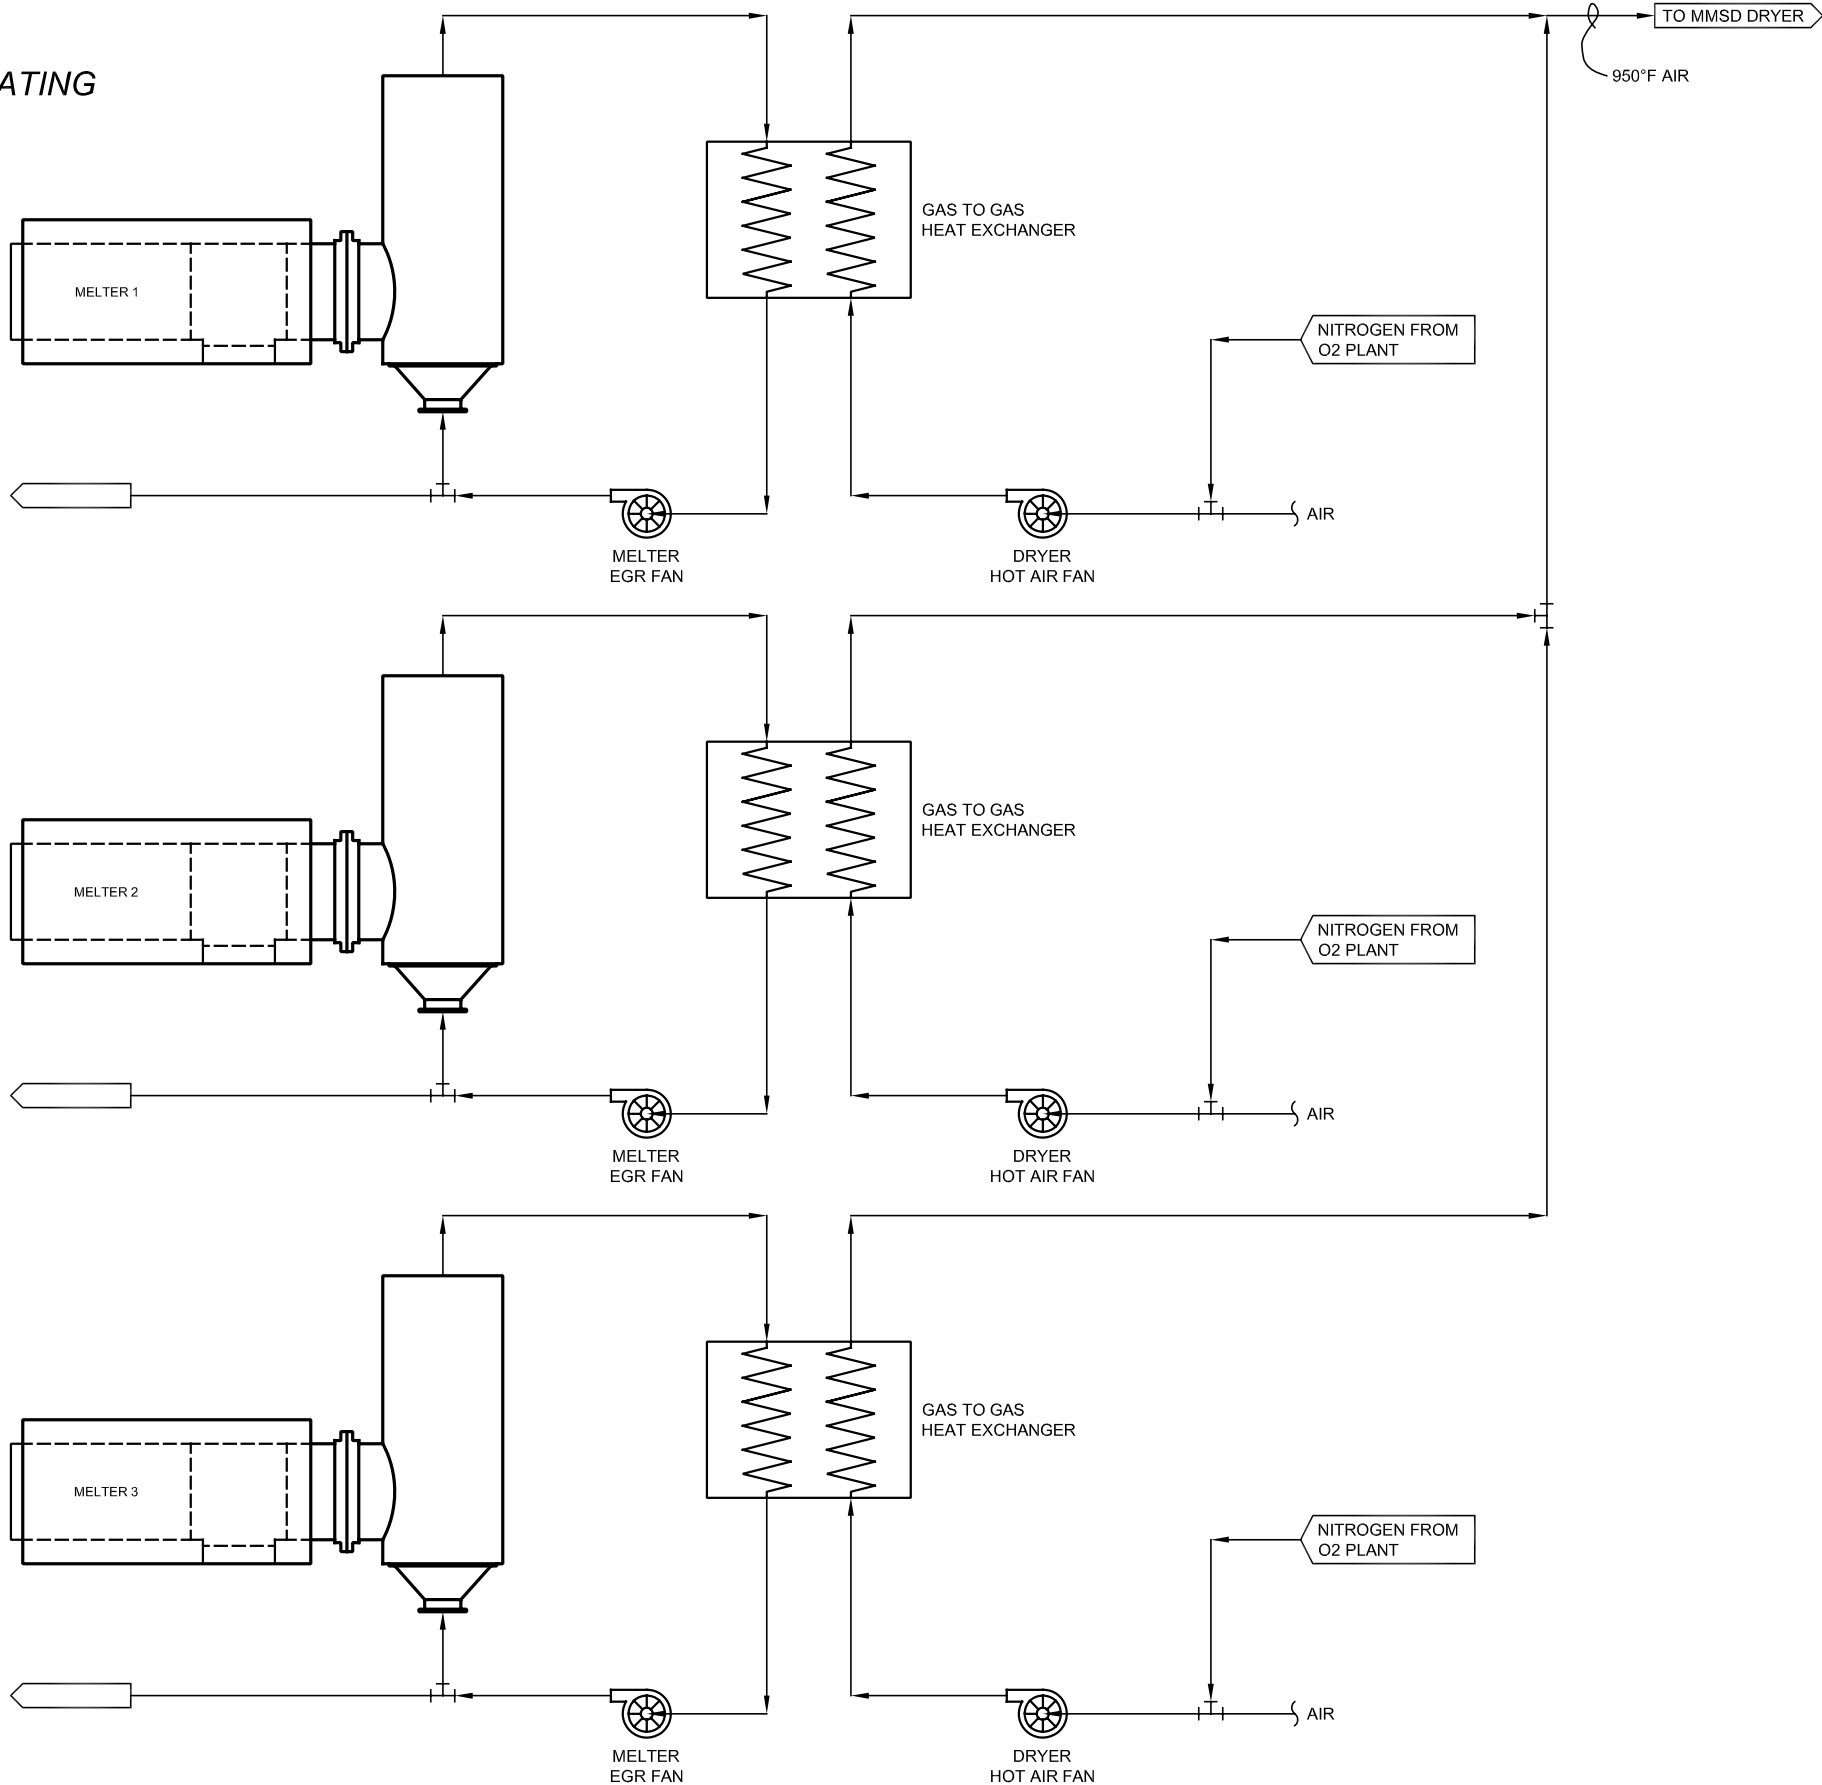 TO MMSD DRYER
950°F AIR
ATING
GAS TO GAS
HEAT EXCHANGER
MELTER 1
NITROGEN FROM
O2 PLANT
AIR
MELTER
EGR FAN
DRYER
HOT AIR FAN
GAS TO GAS
HEAT EXCHANGER
MELTER 2
NITROGEN FROM
O2 PLANT
AIR
MELTER
EGR FAN
DRYER
HOT AIR FAN
GAS TO GAS
HEAT EXCHANGER
MELTER 3
NITROGEN FROM
O2 PLANT
AIR
MELTER
EGR FAN
DRYER
HOT AIR FAN